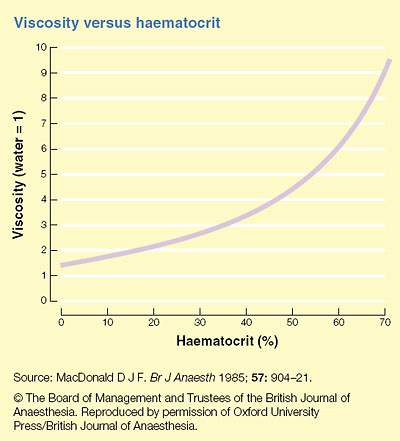 Viscosity versus haematocrit
10
9
8
7
6
5
4
3
2
1
0
Viscosity (water = 1)
0 10 20 30 40 50 60 70
Haematocrit (%)
Source: MacDonald D J F. Br J Anaesth 1985; 57: 904–21.
© The Board of Management and Trustees of the British Journal of
Anaesthesia. Reproduced by permission of Oxford University
Press/British Journal of Anaesthesia.